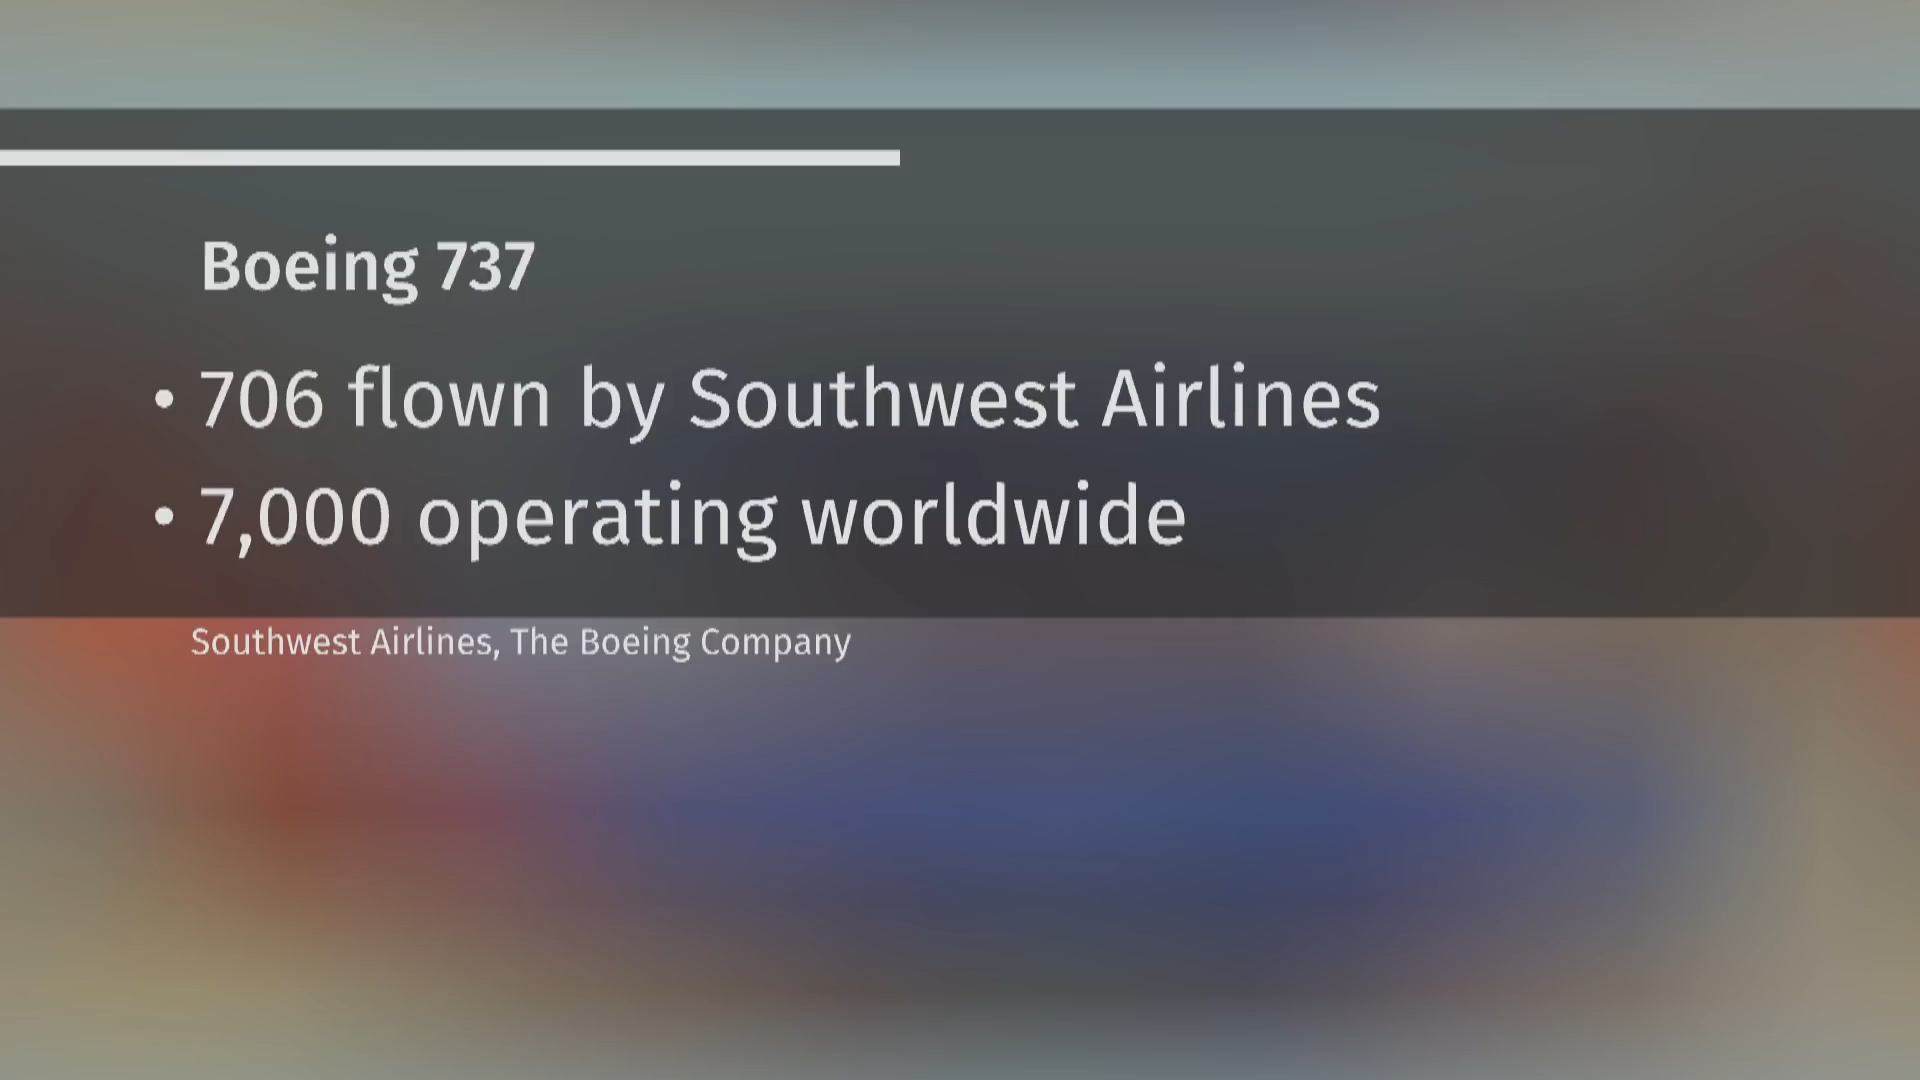 Boeing 737
• 706 flown by Southwest Airlines
• 7,000 operating worldwide
Southwest Airlines, The Boeing Company